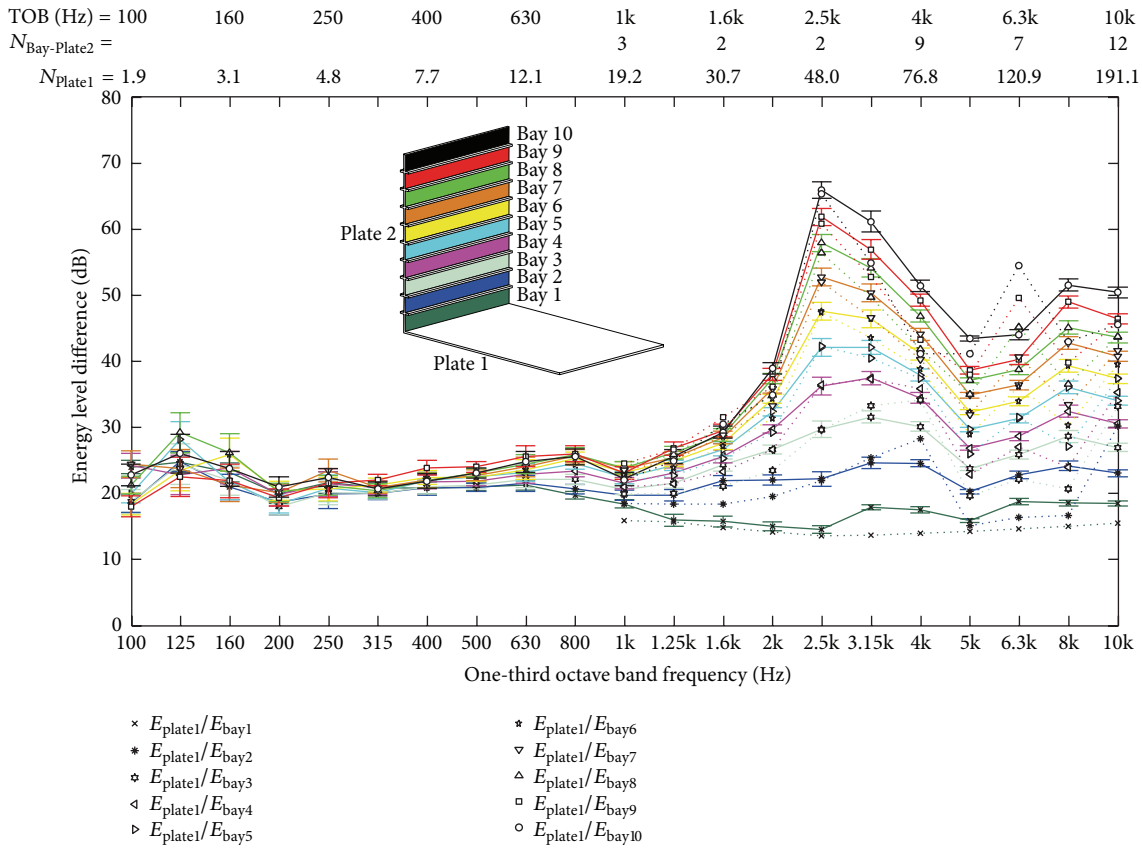 TOB (Hz) = 100 160 250 400 630 1k 1.6k 2.5k 4k 6.3k 10k
N_Bay-Plate2 = 3 2 2 9 7 12
N_Plate1 = 1.9 3.1 4.8 7.7 12.1 19.2 30.7 48.0 76.8 120.9 191.1
80
70
60
50
40
30
20
10
0
Energy level difference (dB)
Bay 10
Bay 9
Bay 8
Bay 7
Bay 6
Bay 5
Bay 4
Bay 3
Bay 2
Bay 1
Plate 2
Plate 1
100 125 160 200 250 315 400 500 630 800 1k 1.25k 1.6k 2k 2.5k 3.15k 4k 5k 6.3k 8k 10k
One-third octave band frequency (Hz)
E_plate1/E_bay1
E_plate1/E_bay2
E_plate1/E_bay3
E_plate1/E_bay4
E_plate1/E_bay5
E_plate1/E_bay6
E_plate1/E_bay7
E_plate1/E_bay8
E_plate1/E_bay9
E_plate1/E_bay10